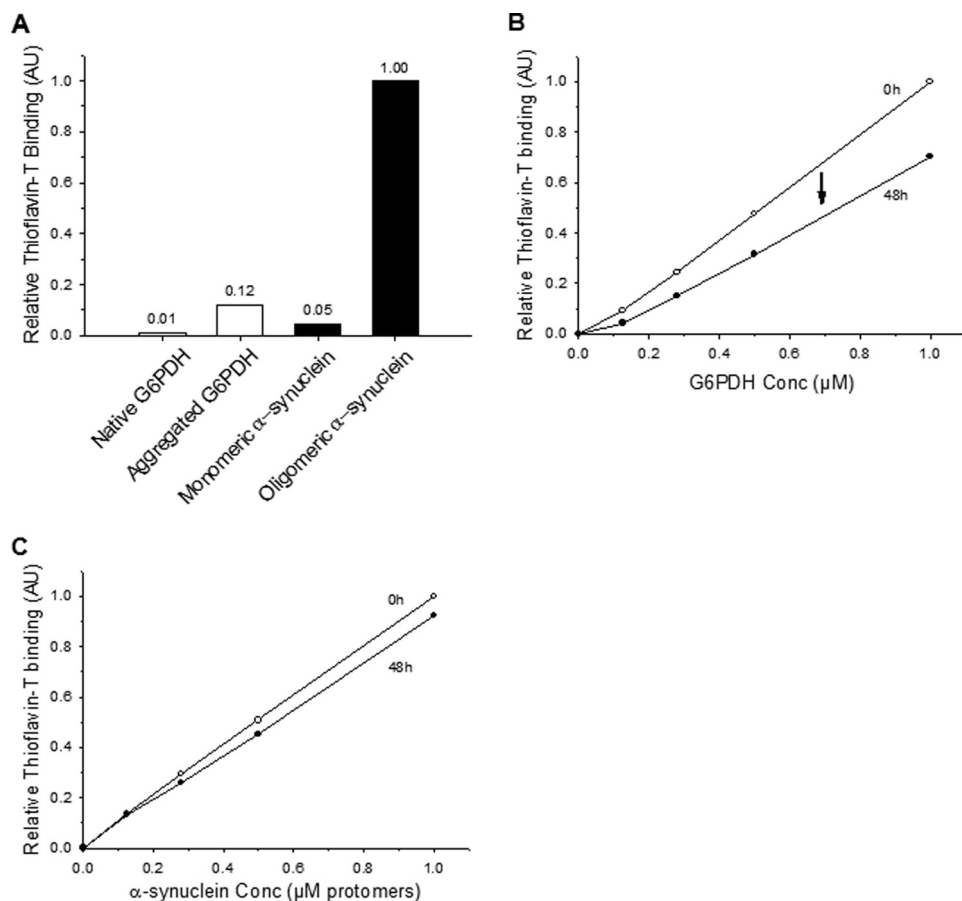 A
Relative Thioflavin-T Binding (AU)
1.0
0.8
0.6
0.4
0.2
0.0
0.01
0.12
0.05
1.00
Native G6PDH
Aggregated G6PDH
Monomeric α−synuclein
Oligomeric α−synuclein
B
Relative Thioflavin-T binding (AU)
1.0
0.8
0.6
0.4
0.2
0.0
0h
48h
0.0 0.2 0.4 0.6 0.8 1.0
G6PDH Conc (µM)
C
Relative Thioflavin-T binding (AU)
1.0
0.8
0.6
0.4
0.2
0.0
0h
48h
0.0 0.2 0.4 0.6 0.8 1.0
α-synuclein Conc (µM protomers)